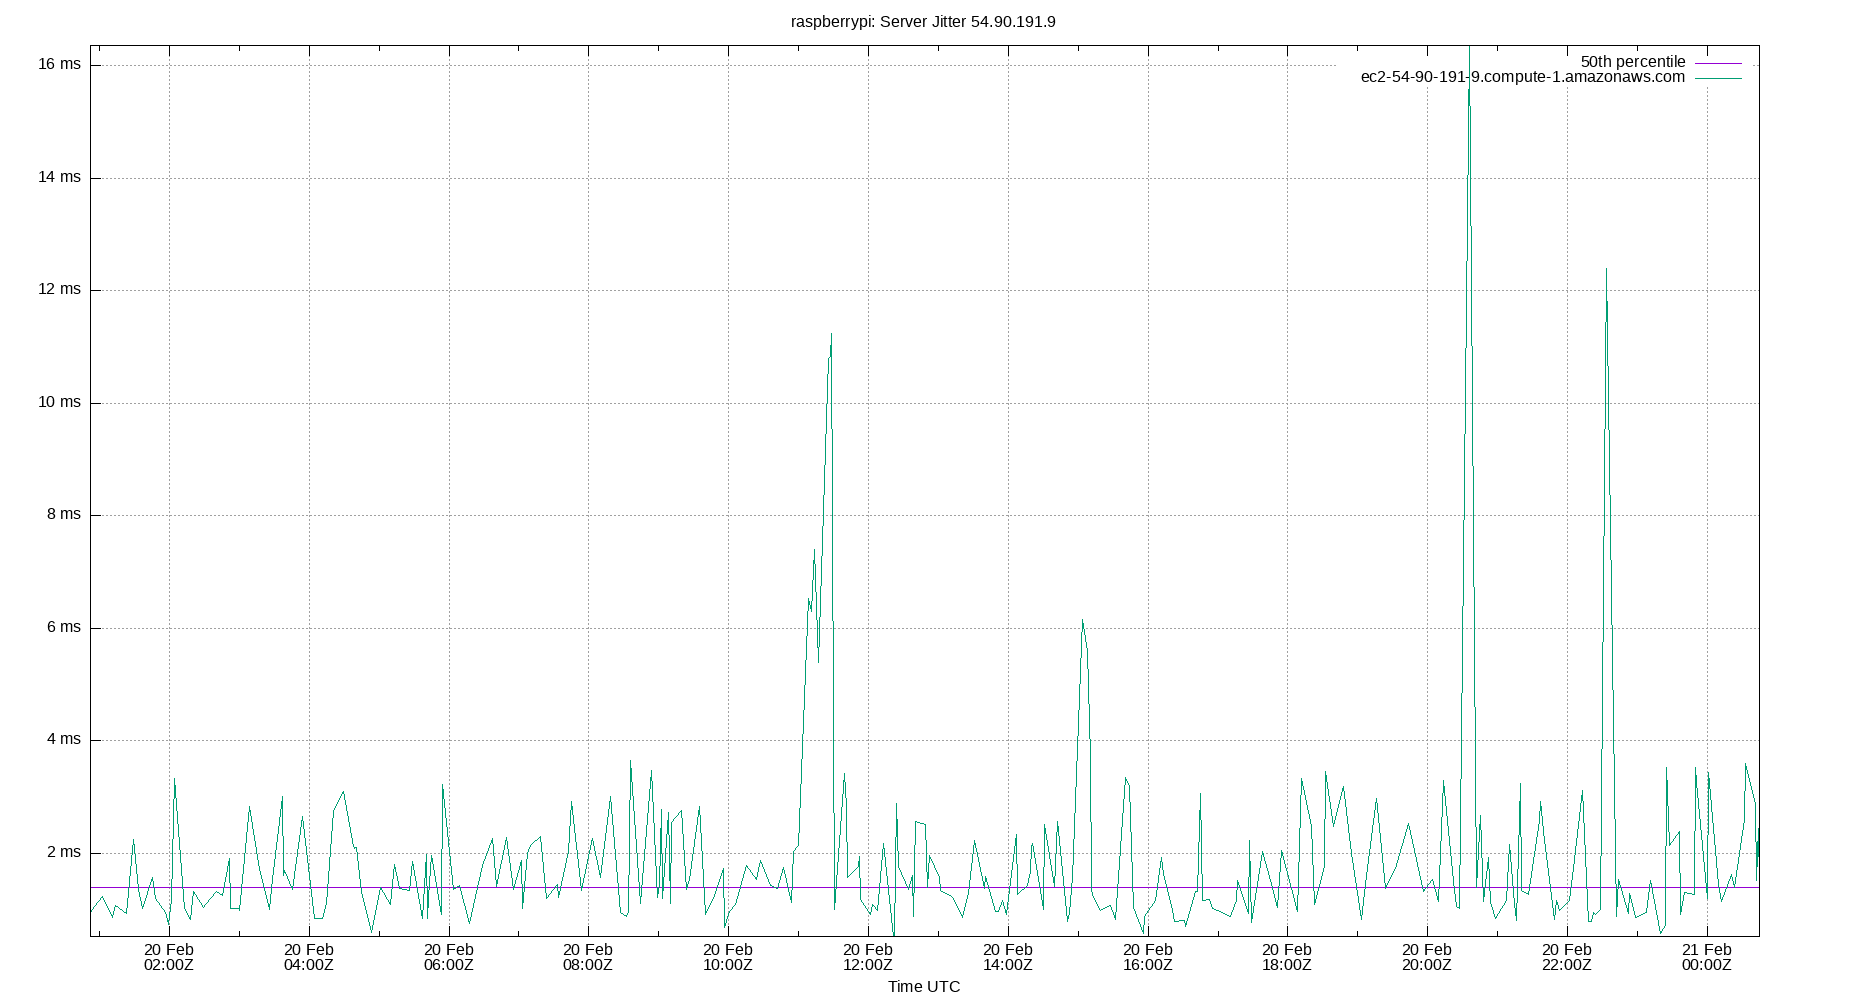 raspberrypi: Server Jitter 54.90.191.9
16 ms
14 ms
12 ms
10 ms
8 ms
6 ms
4 ms
2 ms
50th percentile
ec2-54-90-191-9.compute-1.amazonaws.com
20 Feb
02:00Z
20 Feb
04:00Z
20 Feb
06:00Z
20 Feb
08:00Z
20 Feb
10:00Z
20 Feb
12:00Z
20 Feb
14:00Z
20 Feb
16:00Z
20 Feb
18:00Z
20 Feb
20:00Z
20 Feb
22:00Z
21 Feb
00:00Z
Time UTC